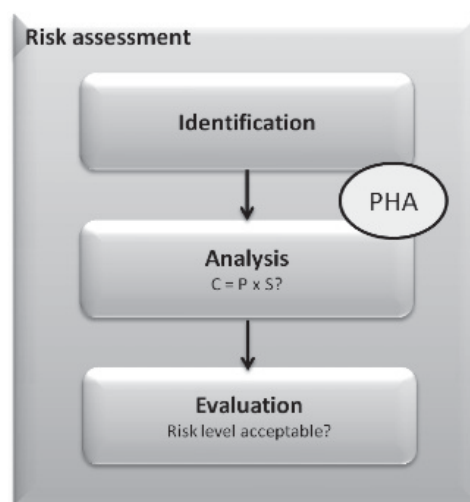 Risk assessment
Identification
PHA
Analysis
C = P x S?
Evaluation
Risk level acceptable?